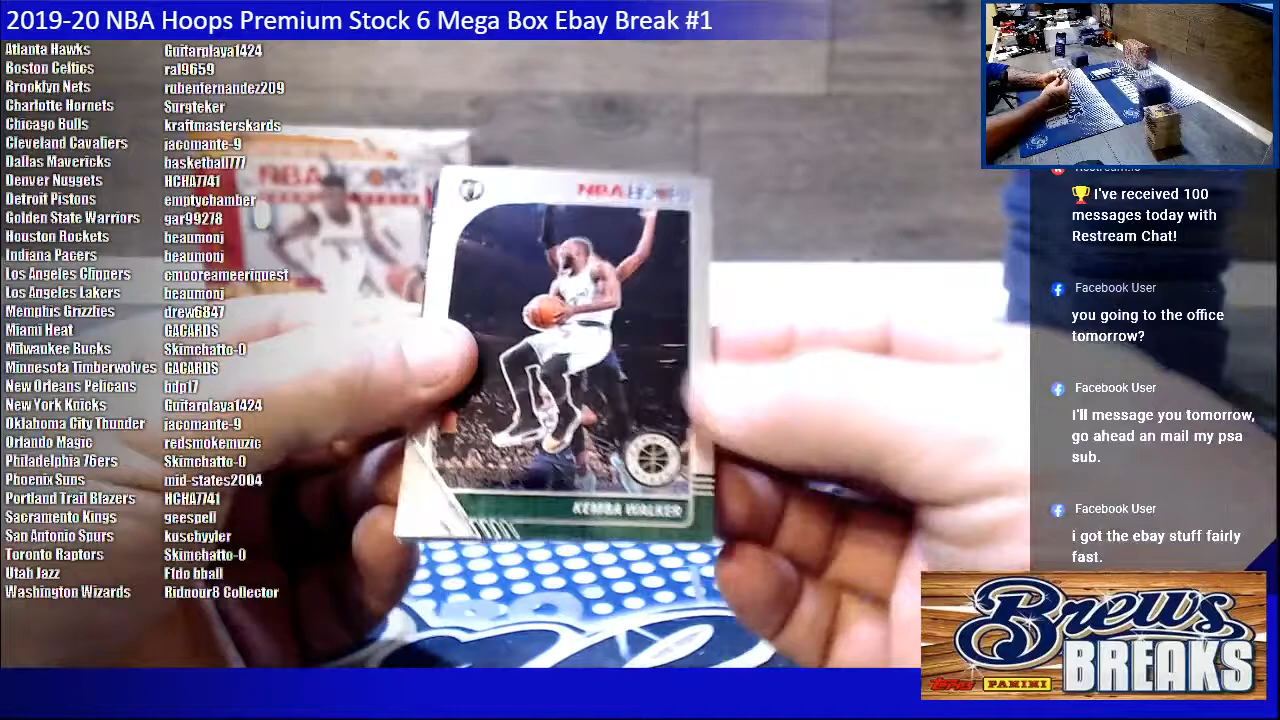 2019-20 NBA Hoops Premium Stock 6 Mega Box Ebay Break #1
Atlanta Hawks Guitarplaya1424
Boston Celtics ral9659
Brooklyn Nets rubenfernandez209
Charlotte Hornets Surgteker
Chicago Bulls kraftmasterskards
Cleveland Cavaliers jacomante-9
Dallas Mavericks basketball777
Denver Nuggets HCHA7741
Detroit Pistons emptychamber
Golden State Warriors gar99278
Houston Rockets beaumonj
Indiana Pacers beaumonj
Los Angeles Clippers cmooreameeriquest
Los Angeles Lakers beaumonj
Memphis Grizzlies drew6847
Miami Heat GACARDS
Milwaukee Bucks Skimchatto-0
Minnesota Timberwolves GACARDS
New Orleans Pelicans bdp17
New York Knicks Guitarplaya1424
Oklahoma City Thunder jacomante-9
Orlando Magic redsmokemuzic
Philadelphia 76ers Skimchatto-0
Phoenix Suns mid-states2004
Portland Trail Blazers HCHA7741
Sacramento Kings geespell
San Antonio Spurs kuschyyler
Toronto Raptors Skimchatto-0
Utah Jazz Ftdo bball
Washington Wizards Ridnour8 Collector
NBA HOOPS
NBA HOOPS
KEMBA WALKER
🏆 I've received 100
messages today with
Restream Chat!
Facebook User
you going to the office
tomorrow?
Facebook User
I'll message you tomorrow,
go ahead an mail my psa
sub.
Facebook User
i got the ebay stuff fairly
fast.
Brews
BREAKS
Topps PANINI